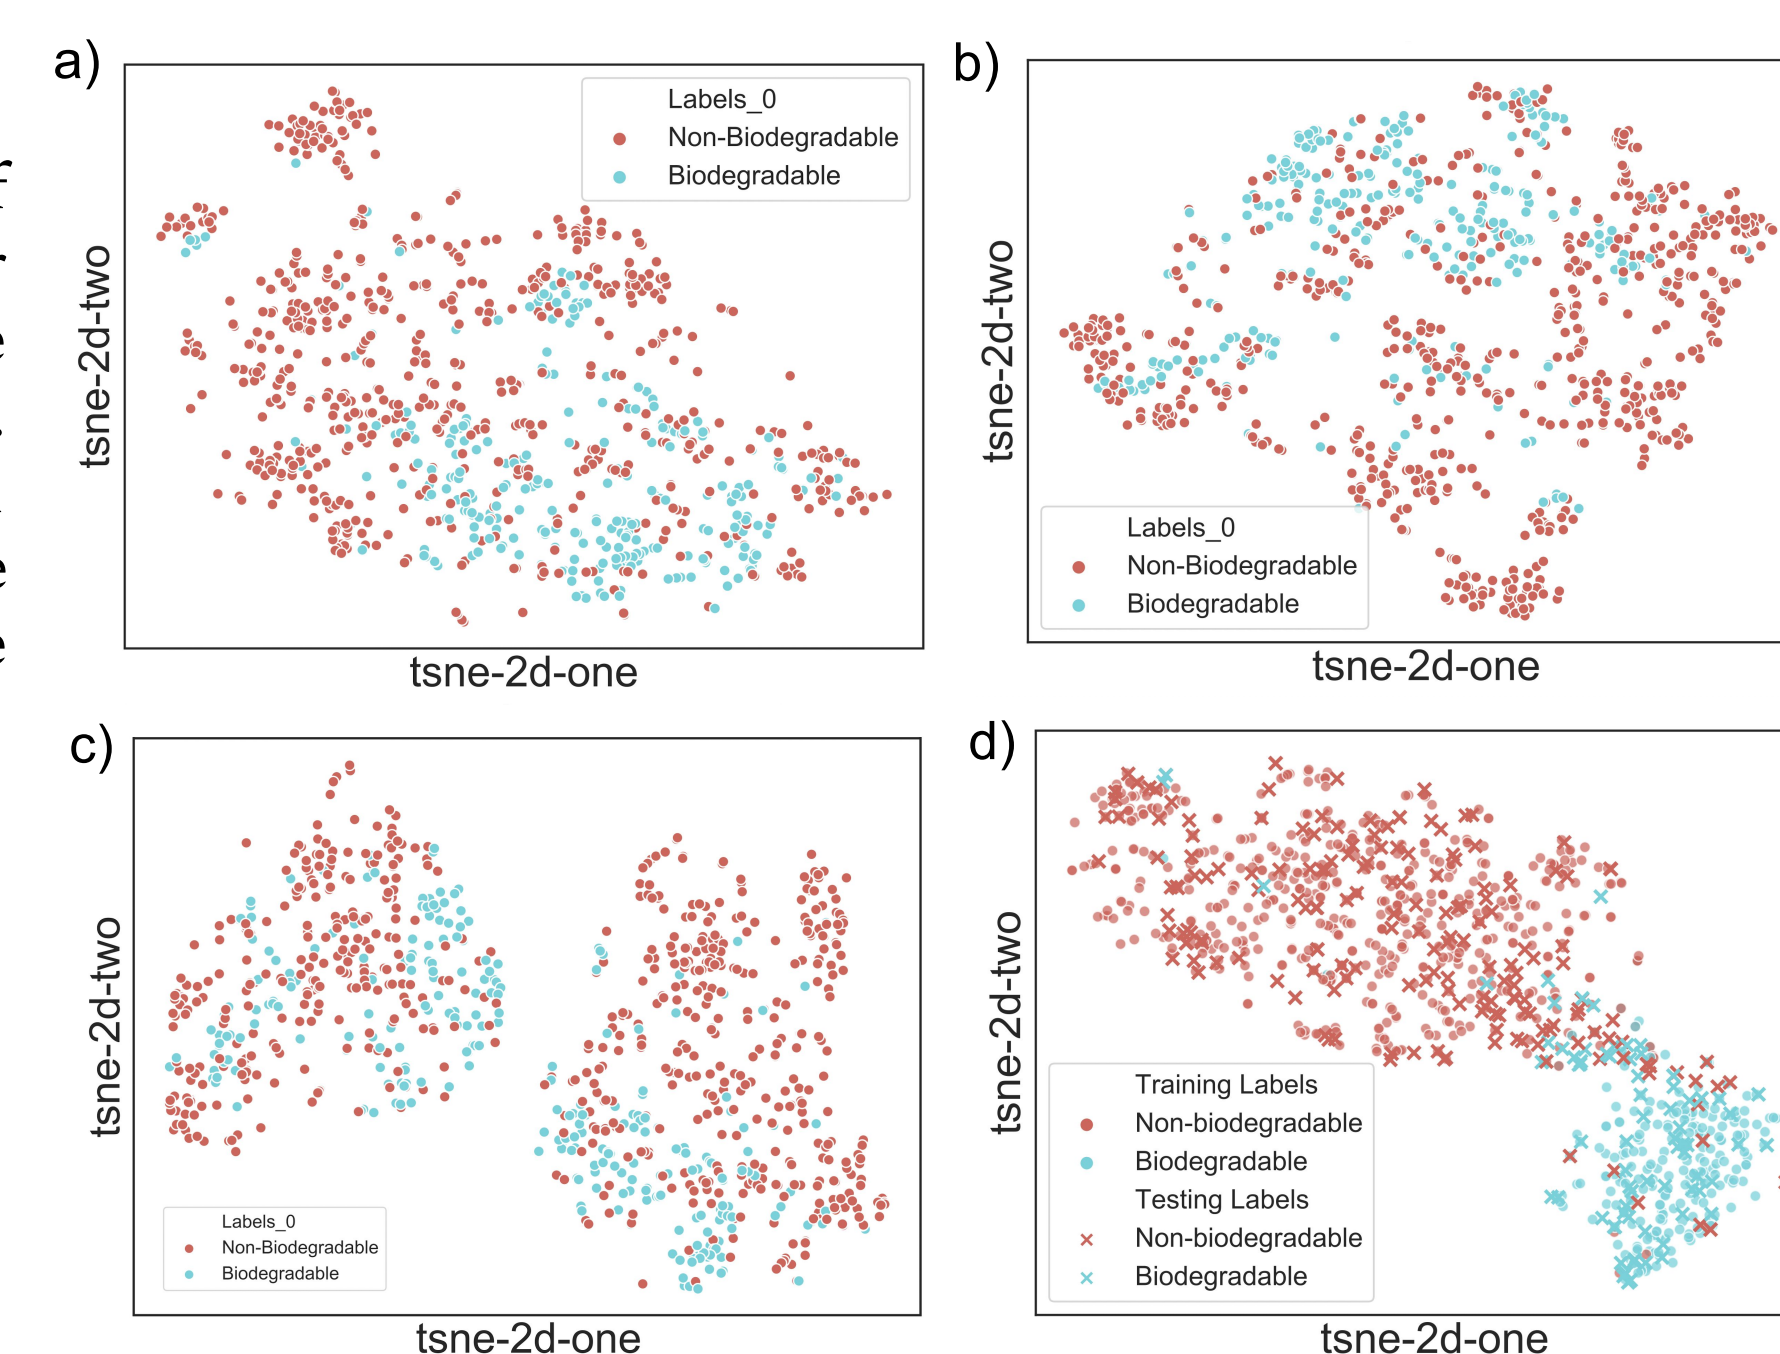 a)
Labels_0
Non-Biodegradable
Biodegradable
tsne-2d-two
tsne-2d-one
b)
Labels_0
Non-Biodegradable
Biodegradable
tsne-2d-two
tsne-2d-one
c)
Labels_0
Non-Biodegradable
Biodegradable
tsne-2d-two
tsne-2d-one
d)
Training Labels
Non-biodegradable
Biodegradable
Testing Labels
Non-biodegradable
Biodegradable
tsne-2d-two
tsne-2d-one